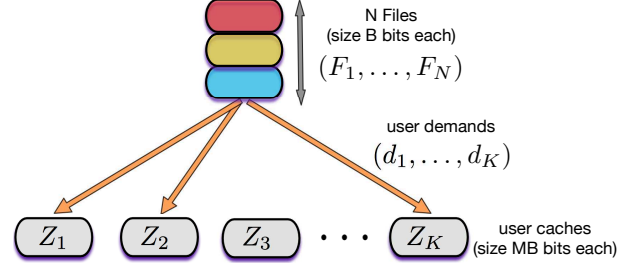 N Files
(size B bits each)
(F_1, . . . , F_N)
user demands
(d_1, . . . , d_K)
Z_1 Z_2 Z_3 · · · Z_K
user caches
(size MB bits each)